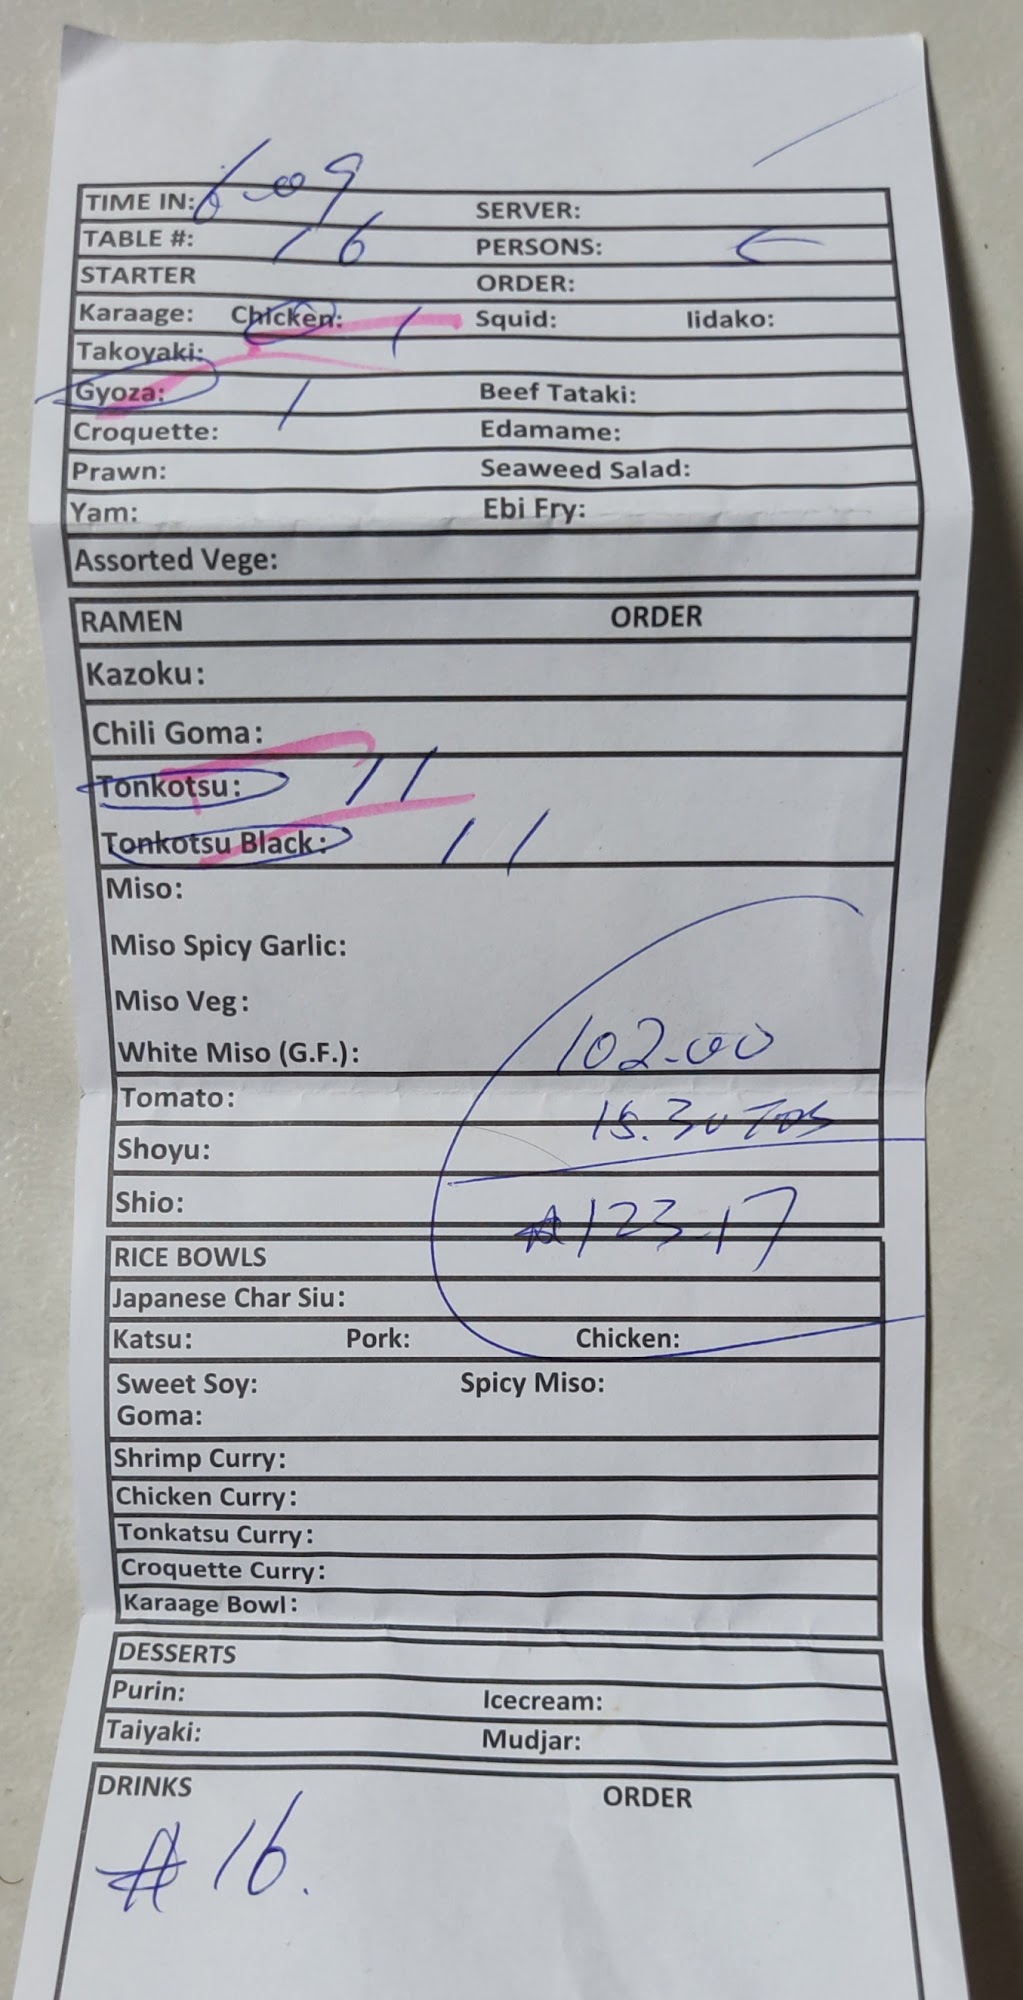 TIME IN: 6:09 SERVER:
TABLE #: 16 PERSONS:
STARTER ORDER:
Karaage: Chicken: 1 Squid: Iidako:
Takoyaki:
Gyoza: 1 Beef Tataki:
Croquette: Edamame:
Prawn: Seaweed Salad:
Yam: Ebi Fry:
Assorted Vege:
RAMEN ORDER
Kazoku:
Chili Goma:
Tonkotsu: 11
Tonkotsu Black: 11
Miso:
Miso Spicy Garlic:
Miso Veg:
White Miso (G.F.): 102.00
Tomato: 15.30
Shoyu:
Shio: 123.17
RICE BOWLS
Japanese Char Siu:
Katsu: Pork: Chicken:
Sweet Soy: Spicy Miso:
Goma:
Shrimp Curry:
Chicken Curry:
Tonkatsu Curry:
Croquette Curry:
Karaage Bowl:
DESSERTS
Purin: Icecream:
Taiyaki: Mudjar:
DRINKS ORDER
#16.